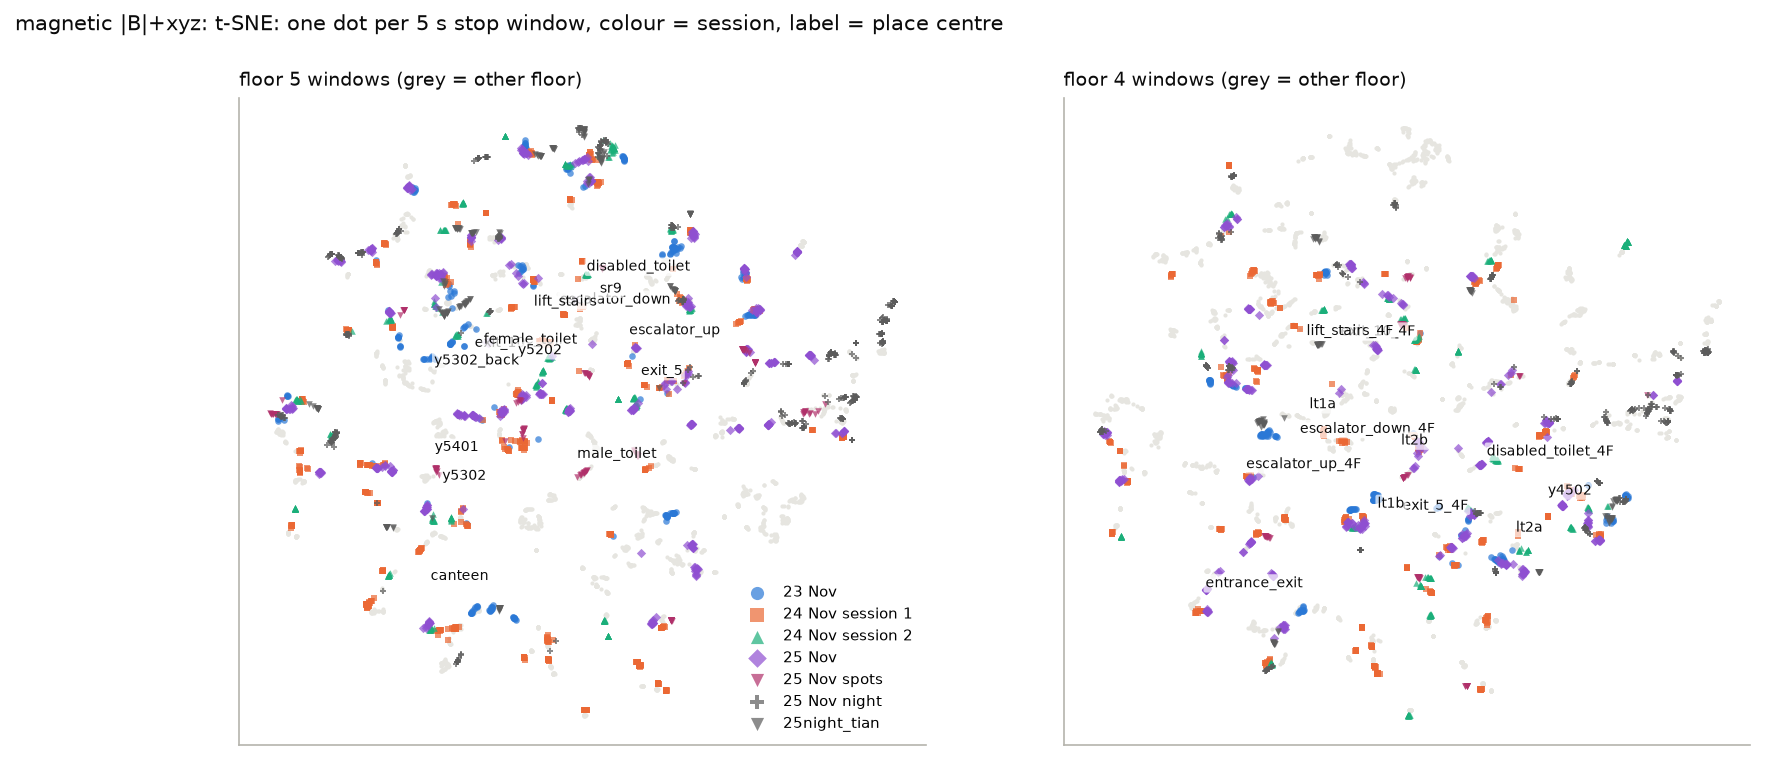 magnetic |B|+xyz: t-SNE: one dot per 5 s stop window, colour = session, label = place centre
floor 5 windows (grey = other floor)
disabled_toilet
sr9
lift_stairs
ator_down
escalator_up
female_toilet
y5202
y5302_back
exit_5
y5401
male_toilet
y5302
canteen
23 Nov
24 Nov session 1
24 Nov session 2
25 Nov
25 Nov spots
25 Nov night
25night_tian
floor 4 windows (grey = other floor)
lift_stairs_4F
4F
lt1a
escalator_down_4F
lt2b
disabled_toilet_4F
escalator_up_4F
y4502
lt1b
exit_5_4F
lt2a
entrance_exit